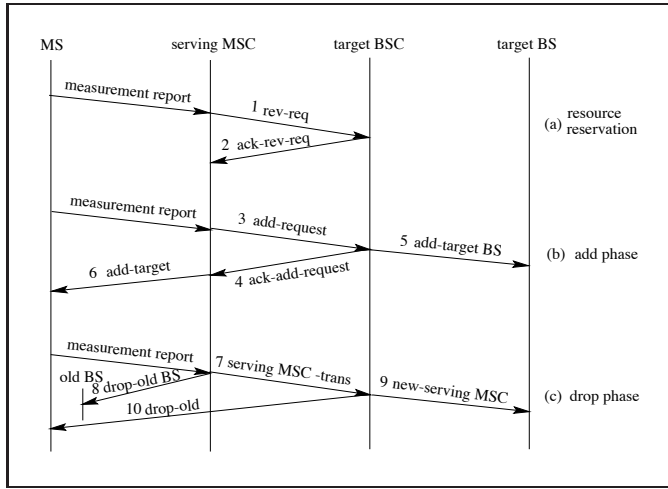 MS serving MSC target BSC target BS
measurement report
1 rev-req
2 ack-rev-req
(a) resource
reservation
measurement report
3 add-request
5 add-target BS
(b) add phase
6 add-target
4 ack-add-request
measurement report
7 serving MSC -trans
9 new-serving MSC
old BS
8 drop-old BS
(c) drop phase
10 drop-old